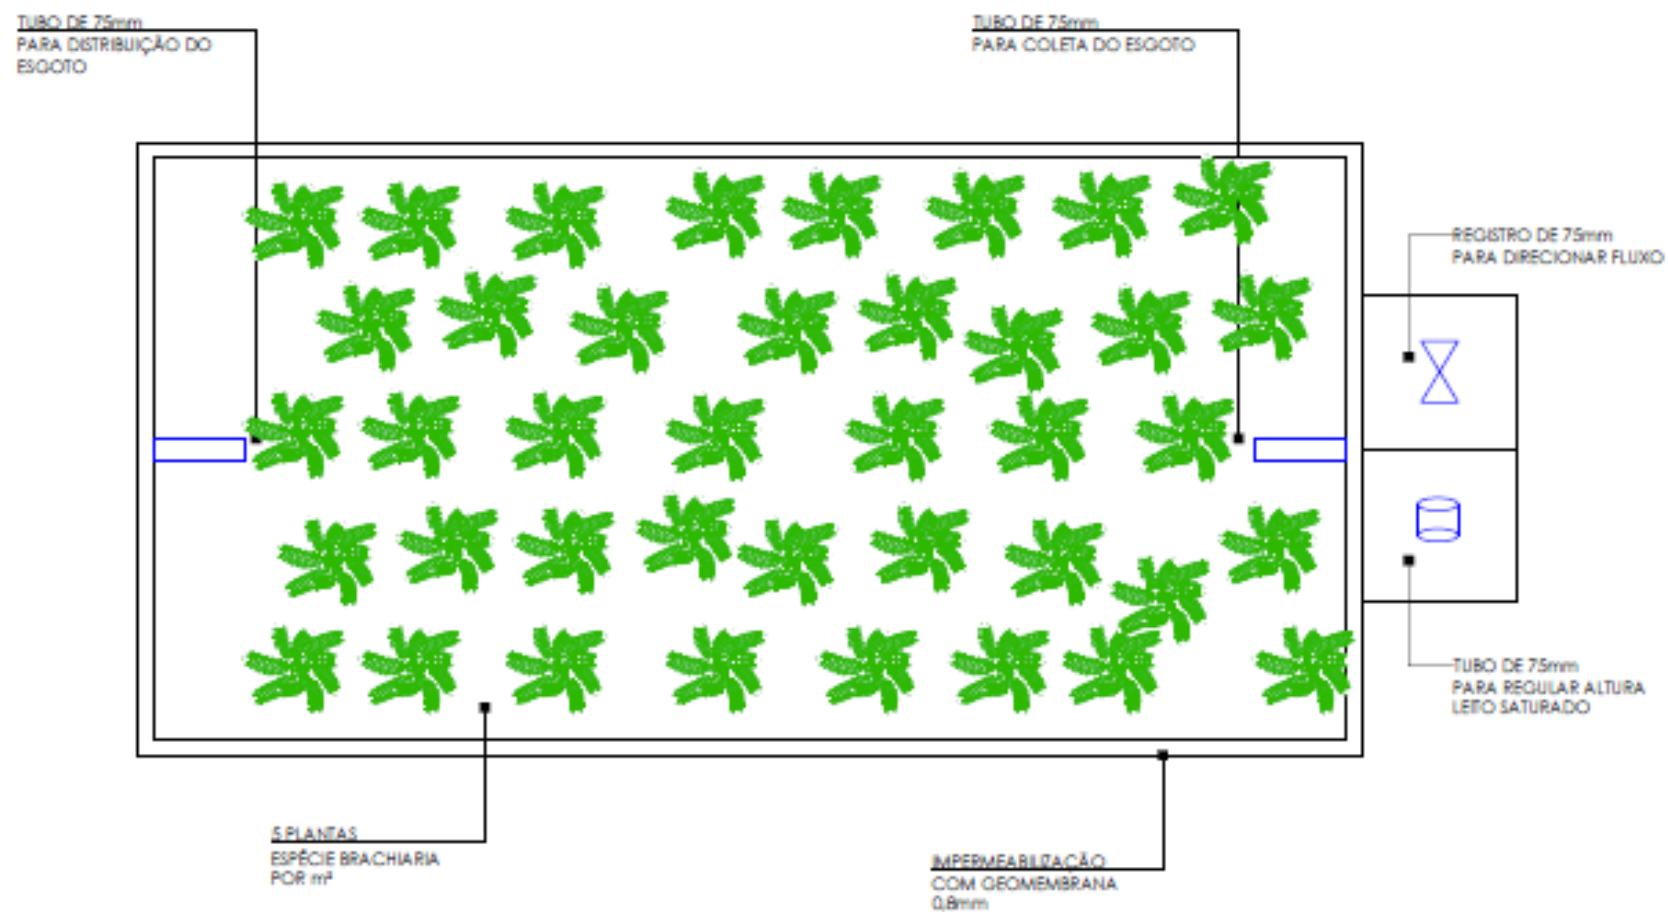 TUBO DE 75mm
PARA DISTRIBUIÇÃO DO
ESGOTO
TUBO DE 75mm
PARA COLETA DO ESGOTO
REGISTRO DE 75mm
PARA DIRECIONAR FLUXO
TUBO DE 75mm
PARA REGULAR ALTURA
LEITO SATURADO
5 PLANTAS
ESPÉCIE BRACHIARIA
POR m²
IMPERMEABILIZAÇÃO
COM GEOMEMBRANA
0,8mm